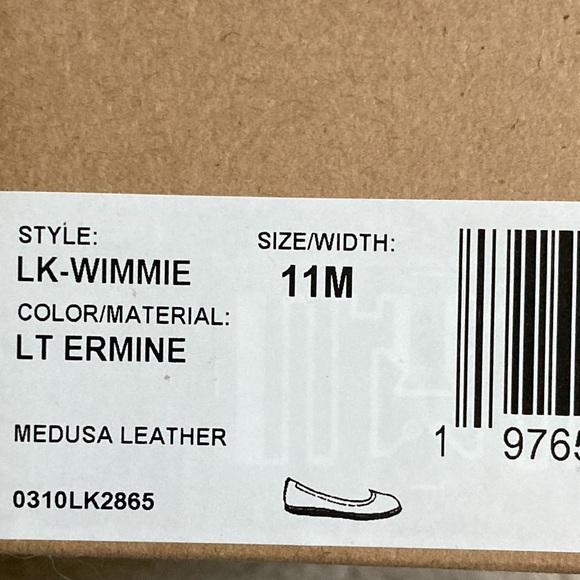 STYLE:
LK-WIMMIE
SIZE/WIDTH:
11M
COLOR/MATERIAL:
LT ERMINE
MEDUSA LEATHER
0310LK2865
1 9765